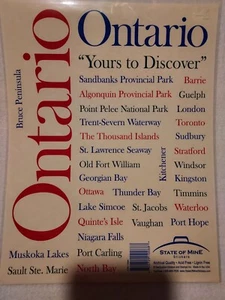 Ontario
Ontario
"Yours to Discover"
Bruce Peninsula
Sandbanks Provincial Park
Barrie
Algonquin Provincial Park
Guelph
Point Pelee National Park
London
Trent-Severn Waterway
Toronto
The Thousand Islands
Sudbury
St. Lawrence Seaway
Kitchener
Stratford
Old Fort William
Windsor
Georgian Bay
Kingston
Ottawa
Thunder Bay
Timmins
Lake Simcoe
St. Jacobs
Waterloo
Quinte's Isle
Vaughan
Port Hope
Niagara Falls
Muskoka Lakes
Port Carling
Sault Ste. Marie
North Bay
STATE OF MINE
STICKERS